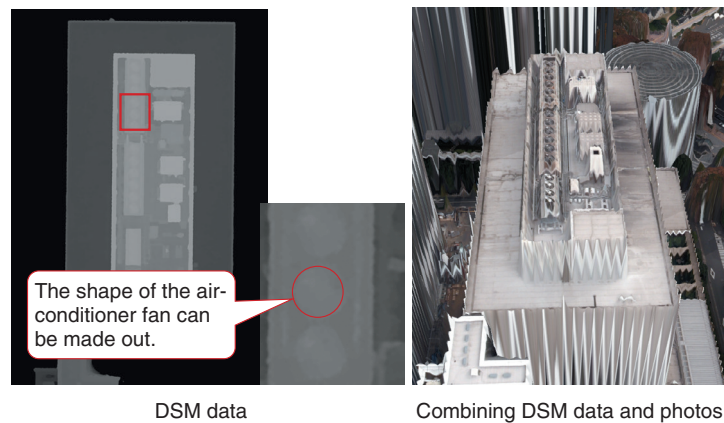 The shape of the air-
conditioner fan can
be made out.
DSM data
Combining DSM data and photos